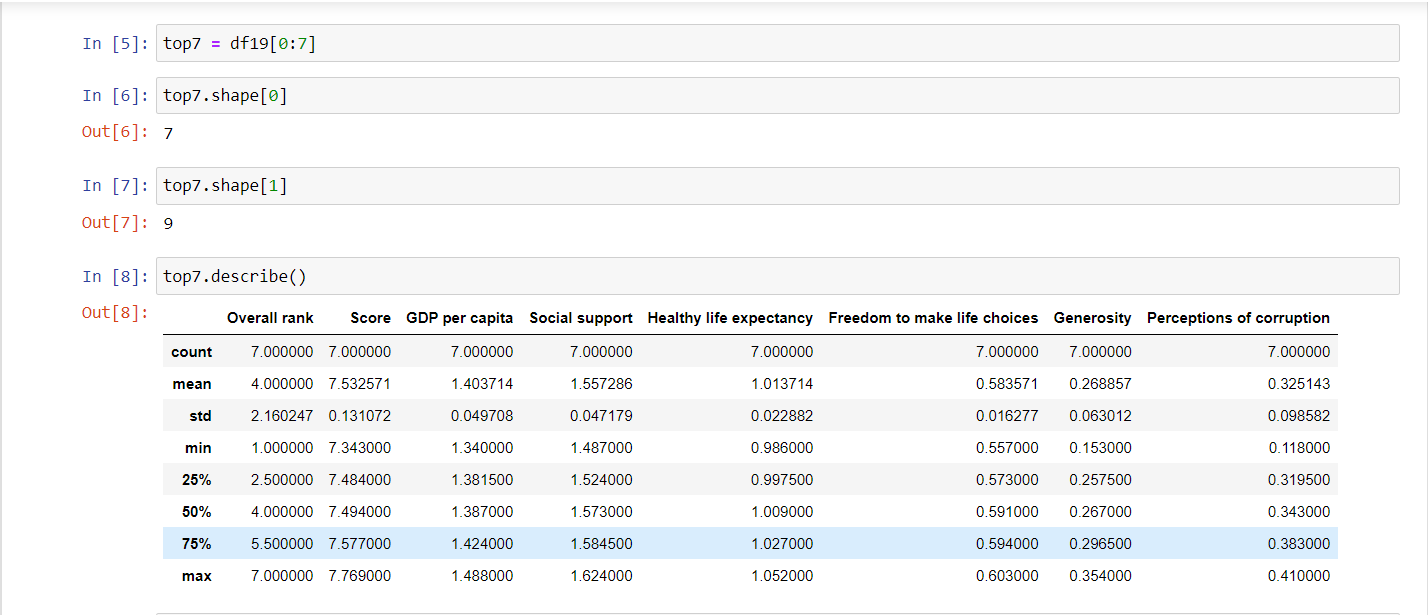 In [5]: top7 = df19[0:7]
In [6]: top7.shape[0]
Out[6]: 7
In [7]: top7.shape[1]
Out[7]: 9
In [8]: top7.describe()
Out[8]:
Overall rank Score GDP per capita Social support Healthy life expectancy Freedom to make life choices Generosity Perceptions of corruption
count 7.000000 7.000000 7.000000 7.000000 7.000000 7.000000 7.000000 7.000000
mean 4.000000 7.532571 1.403714 1.557286 1.013714 0.583571 0.268857 0.325143
std 2.160247 0.131072 0.049708 0.047179 0.022882 0.016277 0.063012 0.098582
min 1.000000 7.343000 1.340000 1.487000 0.986000 0.557000 0.153000 0.118000
25% 2.500000 7.484000 1.381500 1.524000 0.997500 0.573000 0.257500 0.319500
50% 4.000000 7.494000 1.387000 1.573000 1.009000 0.591000 0.267000 0.343000
75% 5.500000 7.577000 1.424000 1.584500 1.027000 0.594000 0.296500 0.383000
max 7.000000 7.769000 1.488000 1.624000 1.052000 0.603000 0.354000 0.410000